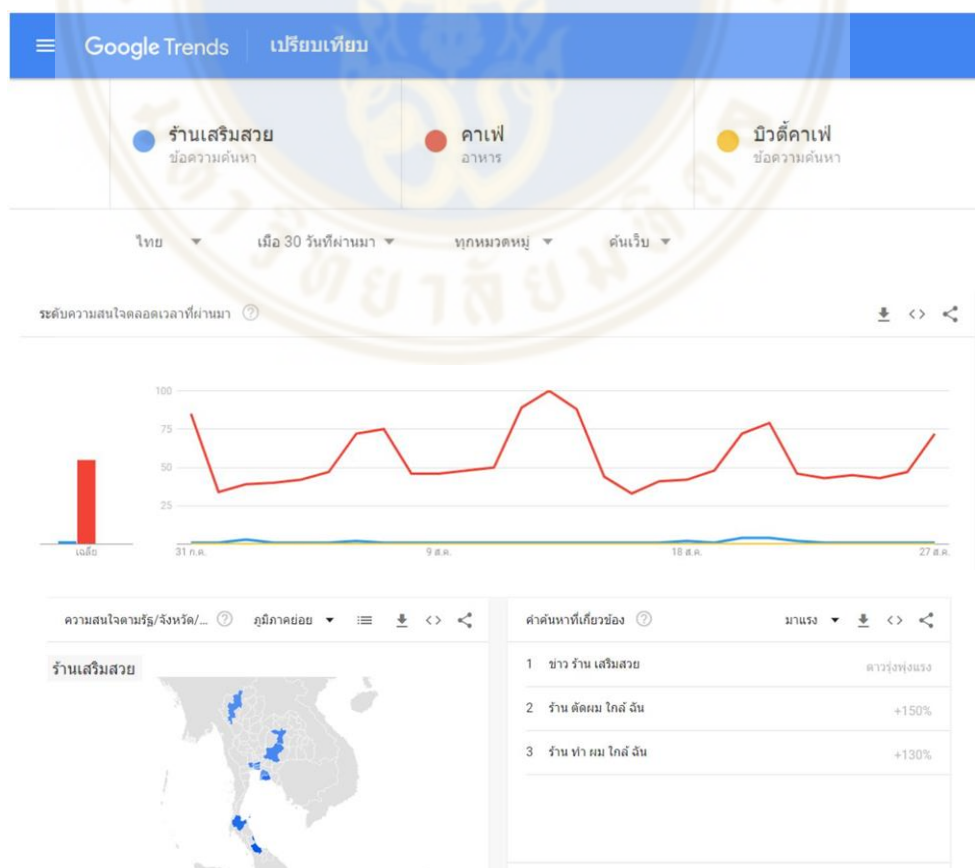 Google Trends เปรียบเทียบ
ร้านเสริมสวย
ข้อความค้นหา
คาเฟ่
อาหาร
บิวตี้คาเฟ่
ข้อความค้นหา
ไทย
เมื่อ 30 วันที่ผ่านมา
ทุกหมวดหมู่
ค้นเว็บ
ระดับความสนใจตลอดเวลาที่ผ่านมา
100
75
50
25
เฉลี่ย
31 ก.ค.
9 ส.ค.
18 ส.ค.
27 ส.ค.
ความสนใจตามรัฐ/จังหวัด/...
ภูมิภาคย่อย
ร้านเสริมสวย
คำค้นหาที่เกี่ยวข้อง
มาแรง
1 ข่าว ร้าน เสริมสวย ดาวรุ่งพุ่งแรง
2 ร้าน ตัดผม ใกล้ ฉัน +150%
3 ร้าน ทำ ผม ใกล้ ฉัน +130%